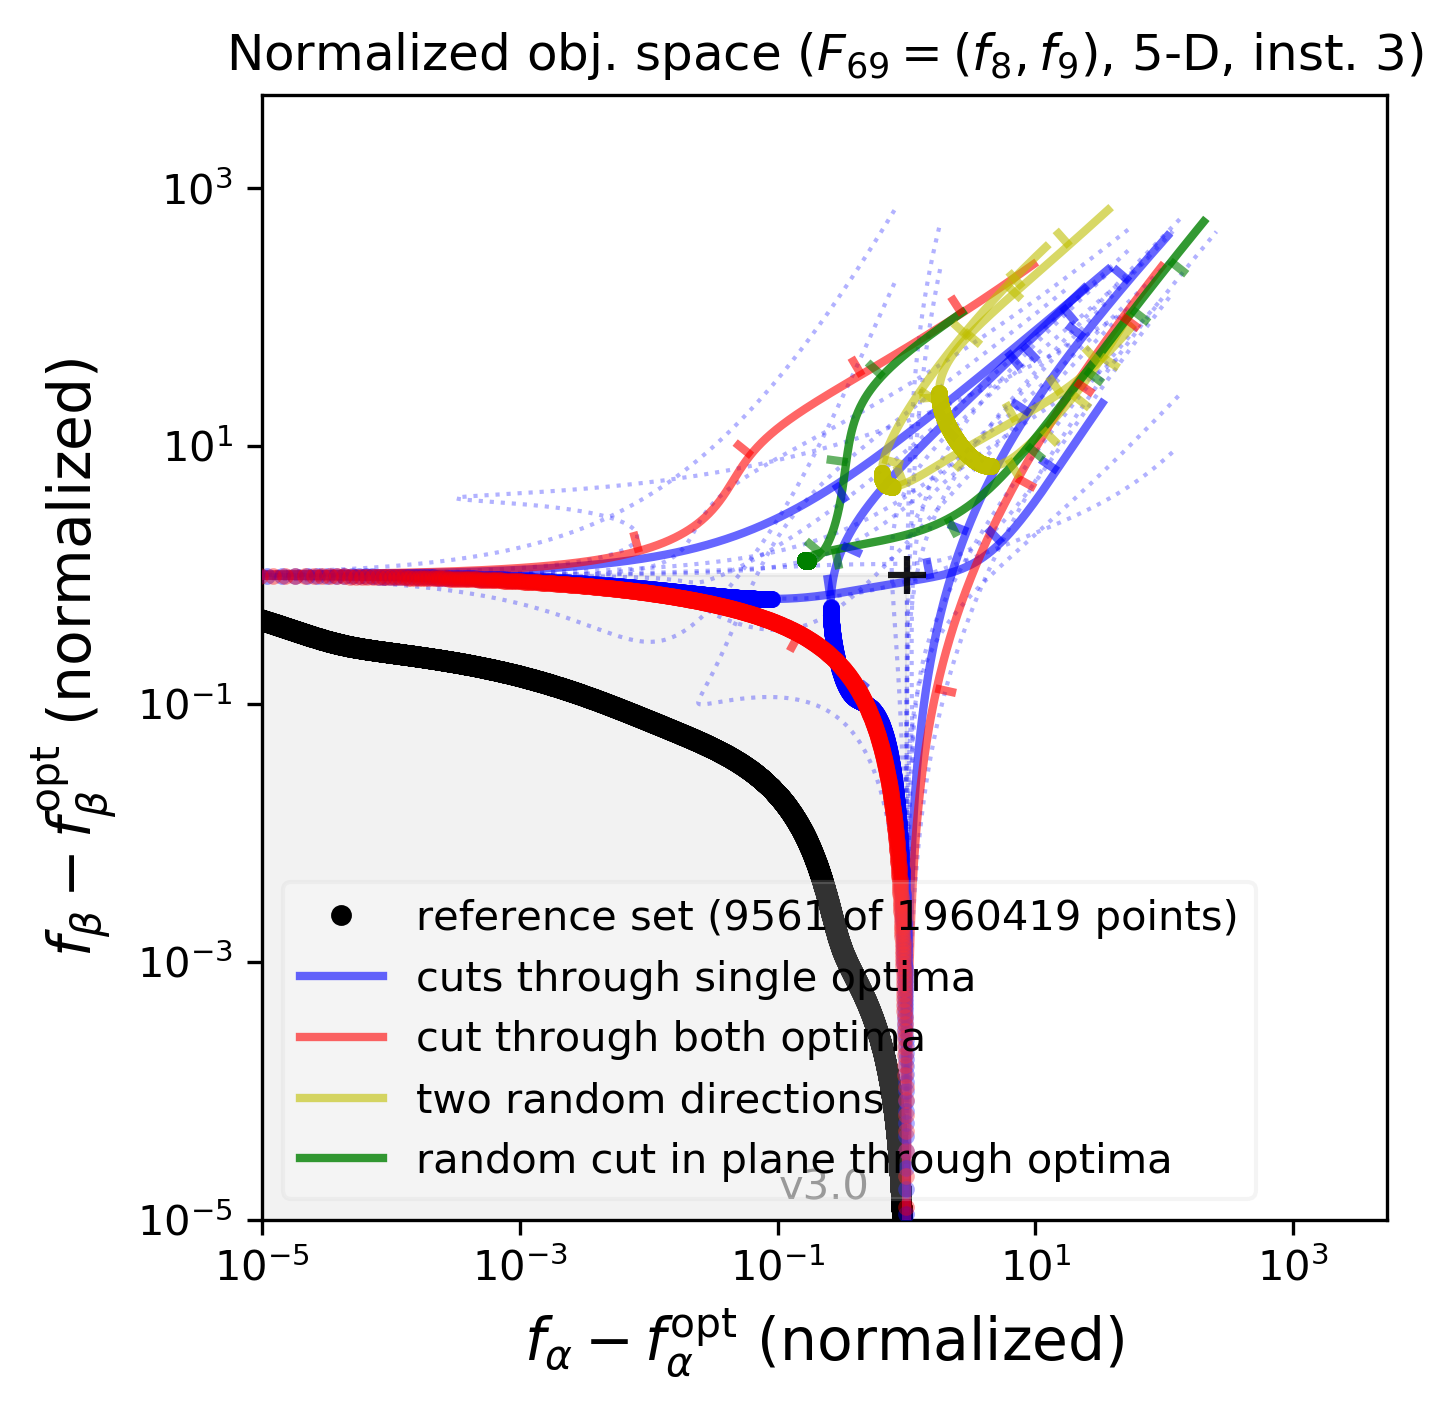 Normalized obj. space (F₆₉ = (f₈, f₉), 5-D, inst. 3)
f_β − f_β^opt (normalized)
10³
10¹
10⁻¹
10⁻³
10⁻⁵
reference set (9561 of 1960419 points)
cuts through single optima
cut through both optima
two random directions
random cut in plane through optima
v3.0
10⁻⁵ 10⁻³ 10⁻¹ 10¹ 10³
f_α − f_α^opt (normalized)